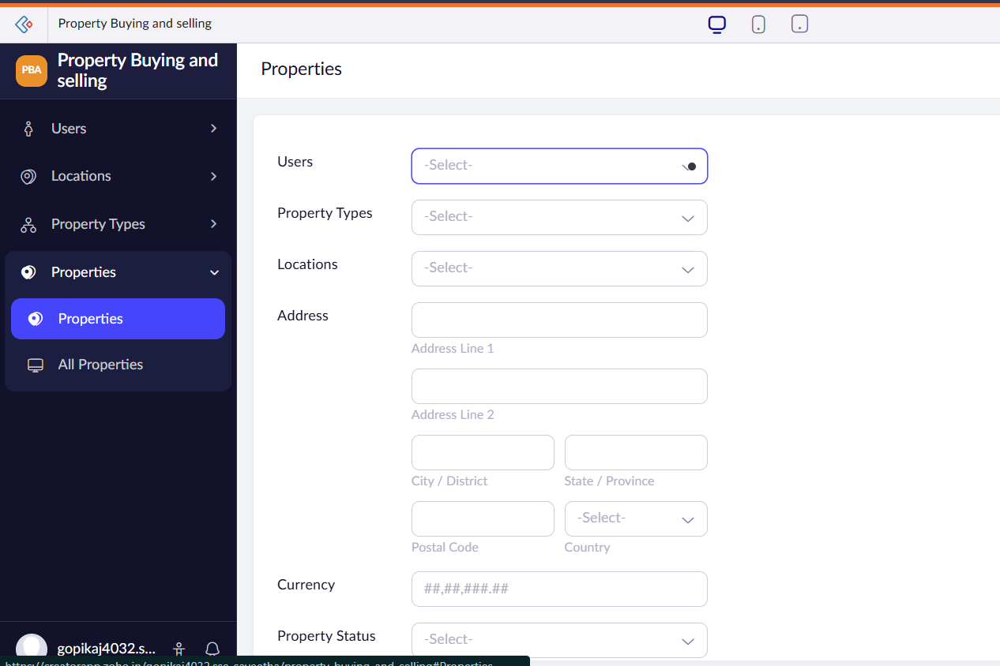 Property Buying and selling
PBA
Property Buying and
selling
Users
Locations
Property Types
Properties
Properties
All Properties
gopikaj4032.s...
Properties
Users
-Select-
Property Types
-Select-
Locations
-Select-
Address
Address Line 1
Address Line 2
City / District
State / Province
Postal Code
-Select-
Country
Currency
##,##,###.##
Property Status
-Select-
https://creatorapp.zoho.in/gopikaj4032.sse_saveetha/property-buying-and-selling#Properties